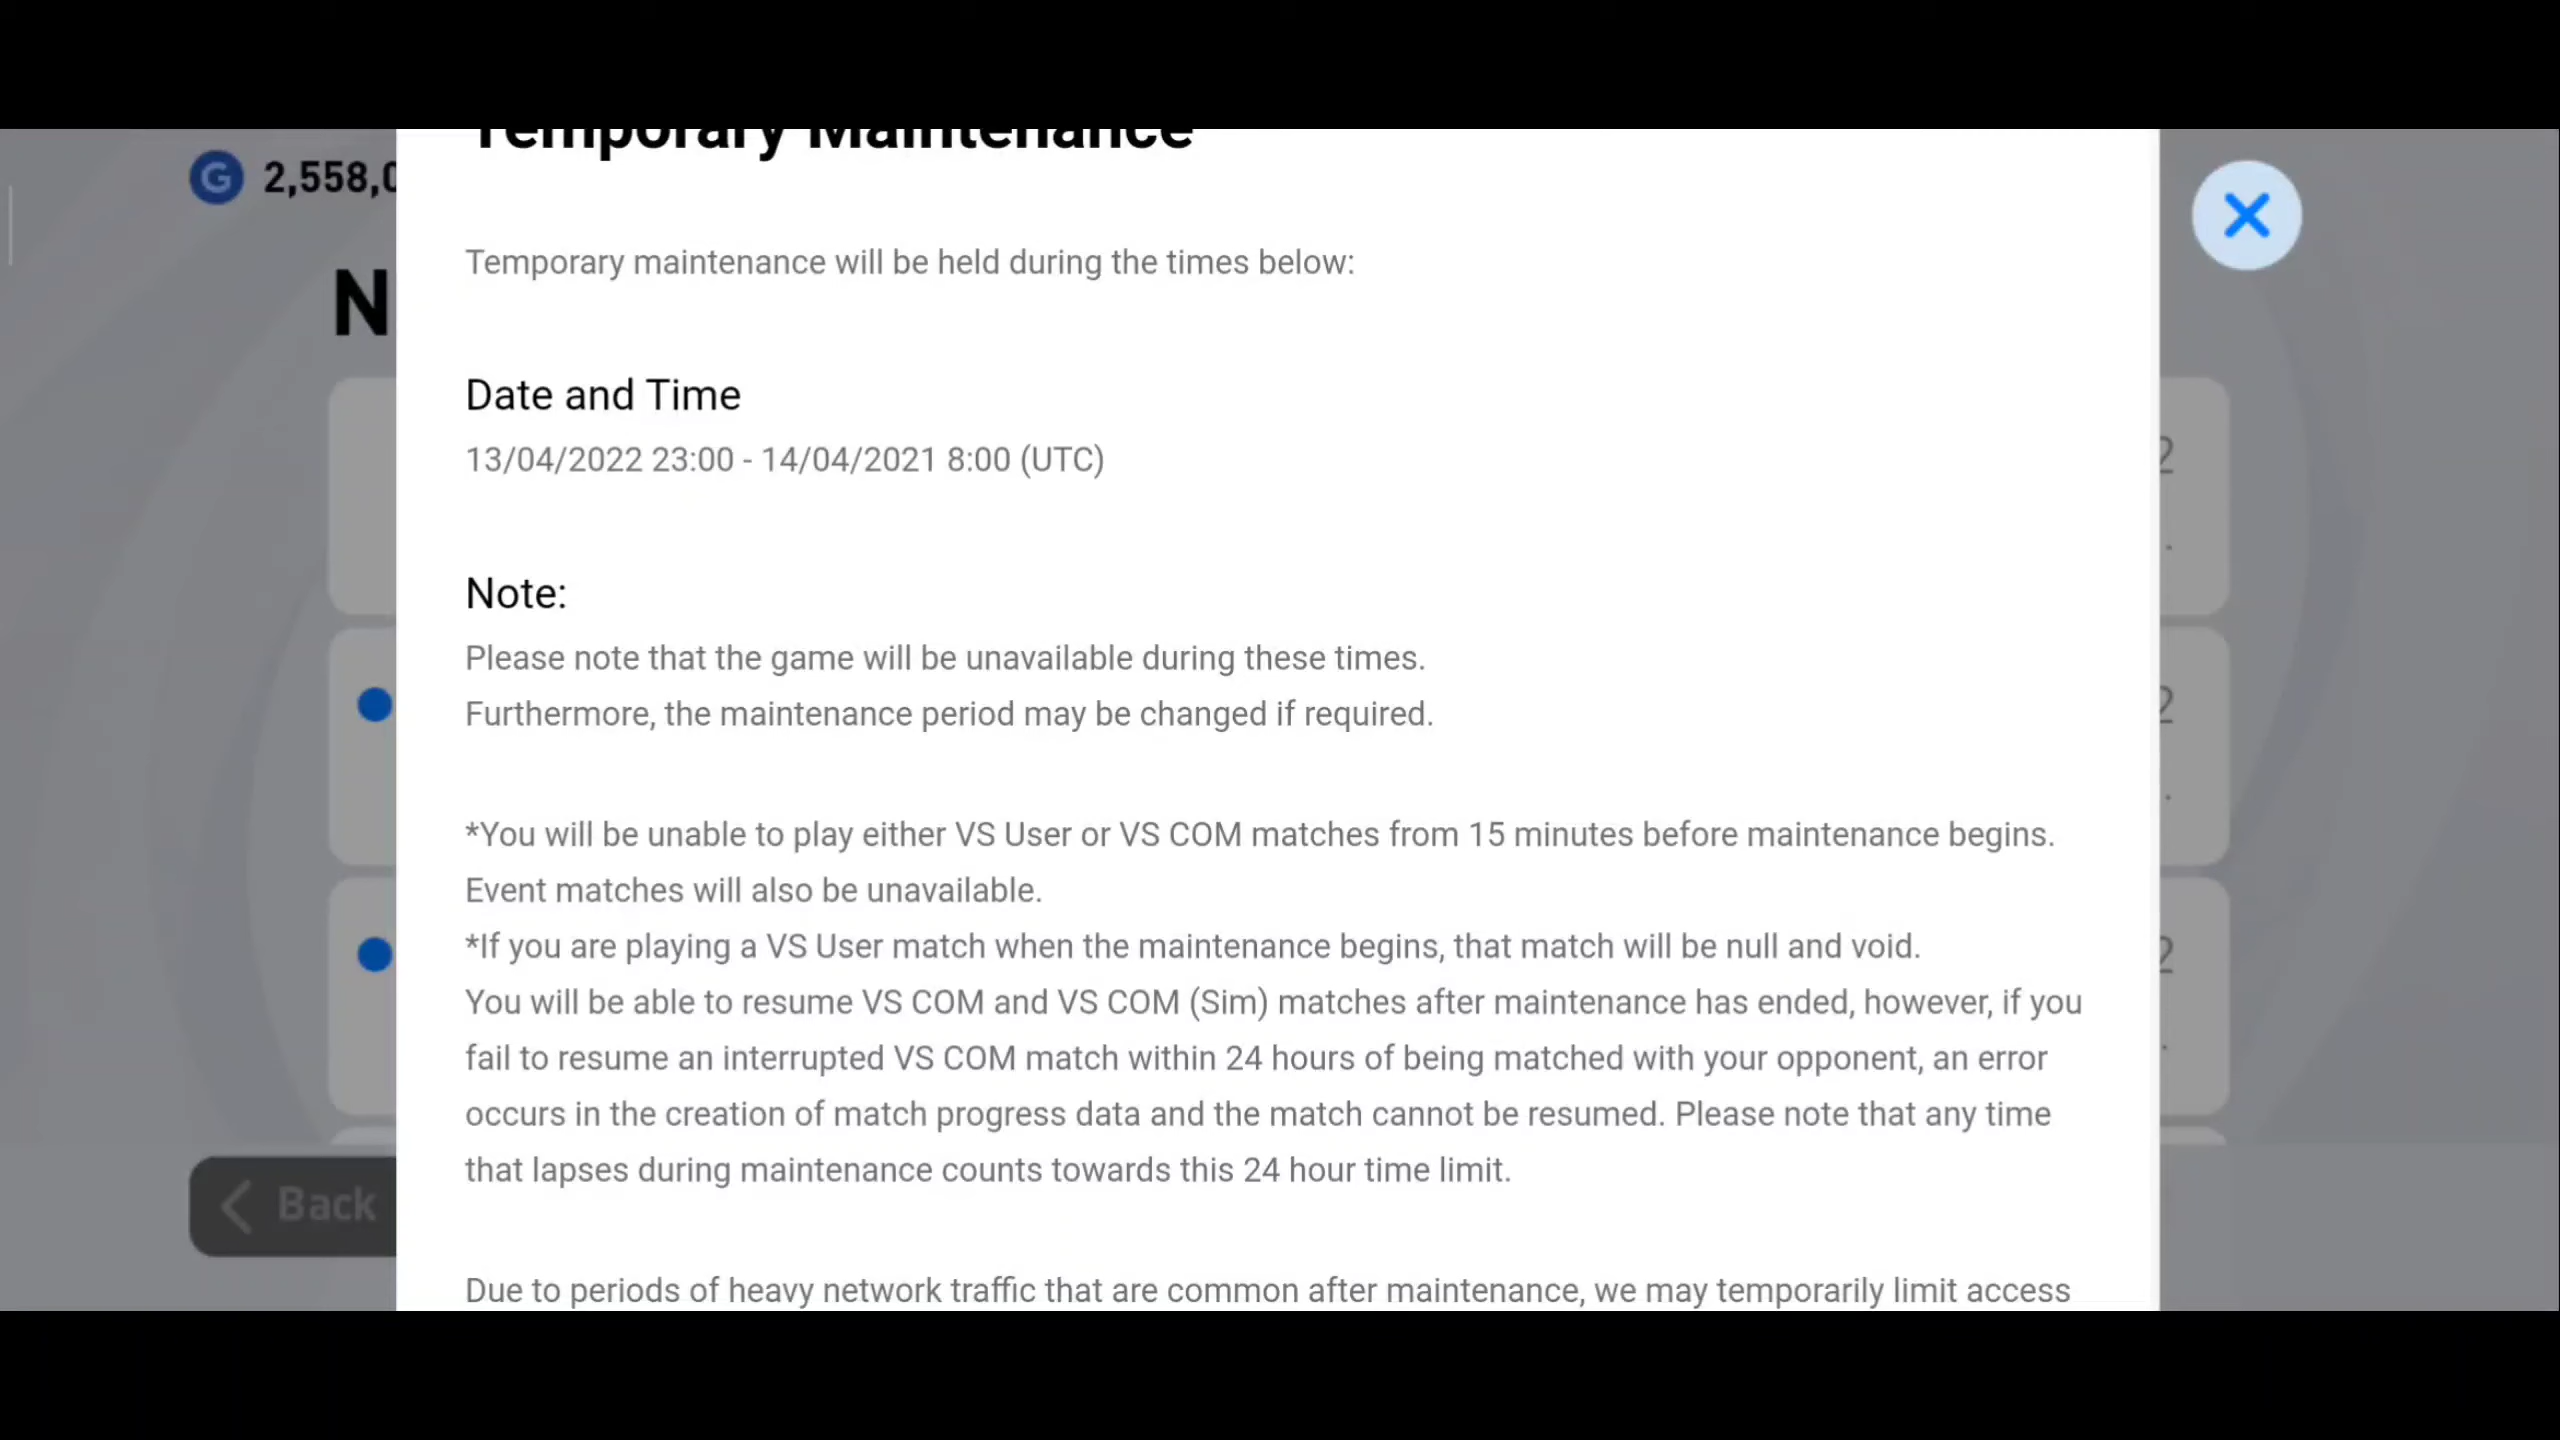 Temporary Maintenance
2,558,0
Temporary maintenance will be held during the times below:
N
Date and Time
13/04/2022 23:00 - 14/04/2021 8:00 (UTC)
2
Note:
Please note that the game will be unavailable during these times.
Furthermore, the maintenance period may be changed if required.
2
*You will be unable to play either VS User or VS COM matches from 15 minutes before maintenance begins.
Event matches will also be unavailable.
*If you are playing a VS User match when the maintenance begins, that match will be null and void.
2
You will be able to resume VS COM and VS COM (Sim) matches after maintenance has ended, however, if you
fail to resume an interrupted VS COM match within 24 hours of being matched with your opponent, an error
occurs in the creation of match progress data and the match cannot be resumed. Please note that any time
that lapses during maintenance counts towards this 24 hour time limit.
Back
Due to periods of heavy network traffic that are common after maintenance, we may temporarily limit access